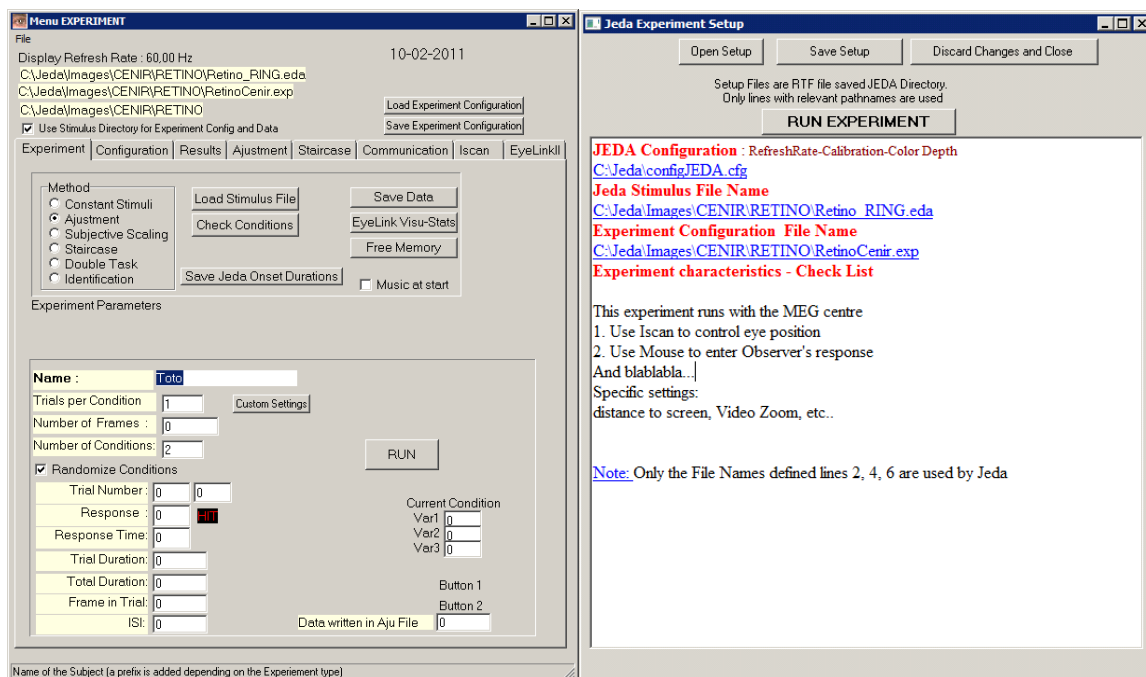 Menu EXPERIMENT
File
Display Refresh Rate : 60,00 Hz
10-02-2011
C:\Jeda\Images\CENIR\RETINO\Retino_RING.eda
C:\Jeda\Images\CENIR\RETINO\RetinoCenir.exp
C:\Jeda\Images\CENIR\RETINO
Load Experiment Configuration
Use Stimulus Directory for Experiment Config and Data
Save Experiment Configuration
Experiment Configuration Results Ajustment Staircase Communication Iscan EyeLinkII
Method
Constant Stimuli
Ajustment
Subjective Scaling
Staircase
Double Task
Identification
Load Stimulus File
Check Conditions
Save Jeda Onset Durations
Save Data
EyeLink Visu-Stats
Free Memory
Music at start
Experiment Parameters
Name : Toto
Trials per Condition 1
Custom Settings
Number of Frames : 0
Number of Conditions: 2
RUN
Randomize Conditions
Trial Number : 0 0
Response : 0 HIT
Response Time: 0
Trial Duration: 0
Total Duration: 0
Frame in Trial: 0
ISI: 0
Current Condition
Var1 0
Var2 0
Var3 0
Button 1
Button 2
Data written in Aju File 0
Name of the Subject (a prefix is added depending on the Experiement type)
Jeda Experiment Setup
Open Setup Save Setup Discard Changes and Close
Setup Files are RTF file saved JEDA Directory.
Only lines with relevant pathnames are used
RUN EXPERIMENT
JEDA Configuration : RefreshRate-Calibration-Color Depth
C:\Jeda\configJEDA.cfg
Jeda Stimulus File Name
C:\Jeda\Images\CENIR\RETINO\Retino_RING.eda
Experiment Configuration File Name
C:\Jeda\Images\CENIR\RETINO\RetinoCenir.exp
Experiment characteristics - Check List
This experiment runs with the MEG centre
1. Use Iscan to control eye position
2. Use Mouse to enter Observer's response
And blablabla...
Specific settings:
distance to screen, Video Zoom, etc..
Note: Only the File Names defined lines 2, 4, 6 are used by Jeda